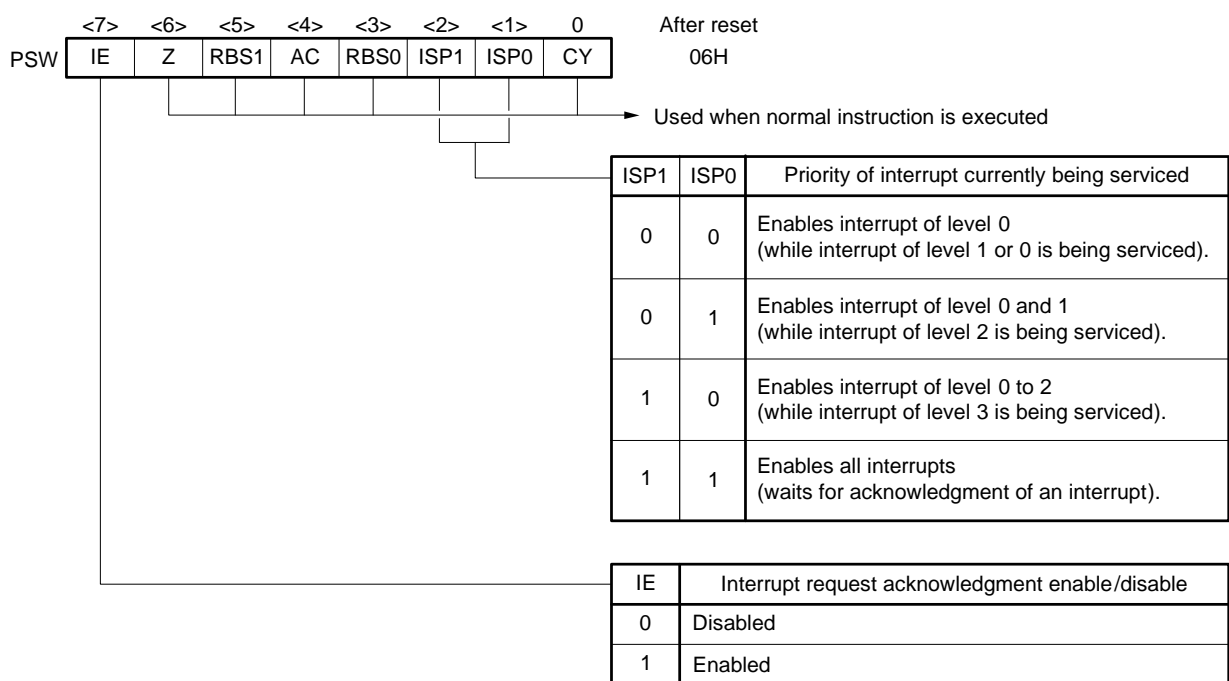 <7> <6> <5> <4> <3> <2> <1> 0 After reset
PSW IE Z RBS1 AC RBS0 ISP1 ISP0 CY 06H
Used when normal instruction is executed
ISP1 ISP0 Priority of interrupt currently being serviced
0 0 Enables interrupt of level 0
(while interrupt of level 1 or 0 is being serviced).
0 1 Enables interrupt of level 0 and 1
(while interrupt of level 2 is being serviced).
1 0 Enables interrupt of level 0 to 2
(while interrupt of level 3 is being serviced).
1 1 Enables all interrupts
(waits for acknowledgment of an interrupt).
IE Interrupt request acknowledgment enable/disable
0 Disabled
1 Enabled